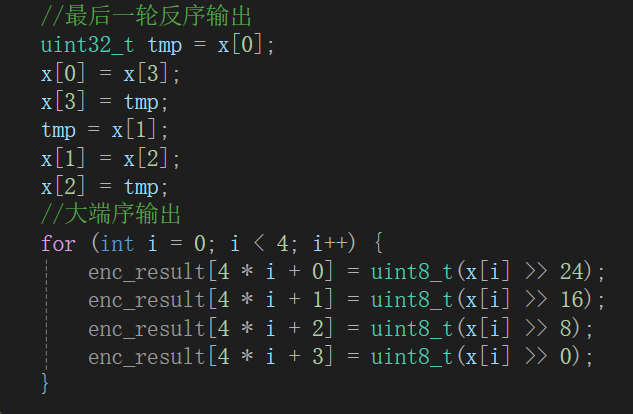 //最后一轮反序输出
uint32_t tmp = x[0];
x[0] = x[3];
x[3] = tmp;
tmp = x[1];
x[1] = x[2];
x[2] = tmp;
//大端序输出
for (int i = 0; i < 4; i++) {
enc_result[4 * i + 0] = uint8_t(x[i] >> 24);
enc_result[4 * i + 1] = uint8_t(x[i] >> 16);
enc_result[4 * i + 2] = uint8_t(x[i] >> 8);
enc_result[4 * i + 3] = uint8_t(x[i] >> 0);
}